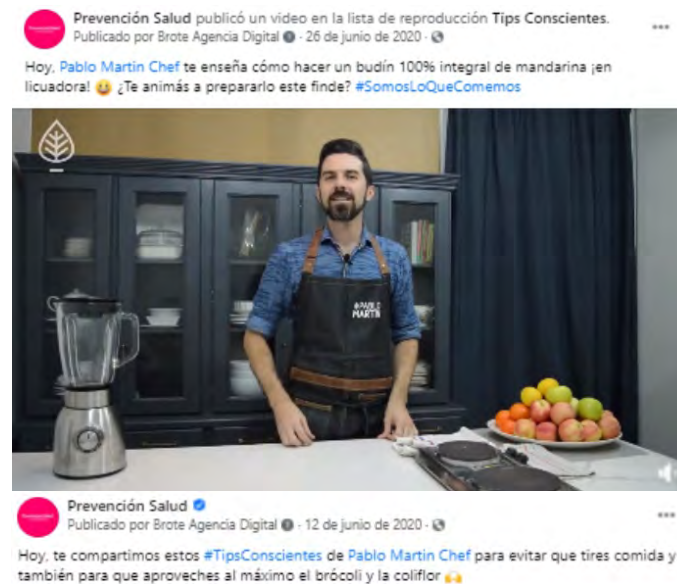 Prevención Salud publicó un video en la lista de reproducción Tips Conscientes.
Publicado por Brote Agencia Digital · 26 de junio de 2020 ·
Hoy, Pablo Martin Chef te enseña cómo hacer un budín 100% integral de mandarina ¡en
licuadora! 😃 ¿Te animás a prepararlo este finde? #SomosLoQueComemos
#PABLO
MARTIN
Prevención Salud
Publicado por Brote Agencia Digital · 12 de junio de 2020 ·
Hoy, te compartimos estos #TipsConscientes de Pablo Martin Chef para evitar que tires comida y
también para que aproveches al máximo el brócoli y la coliflor 🙌